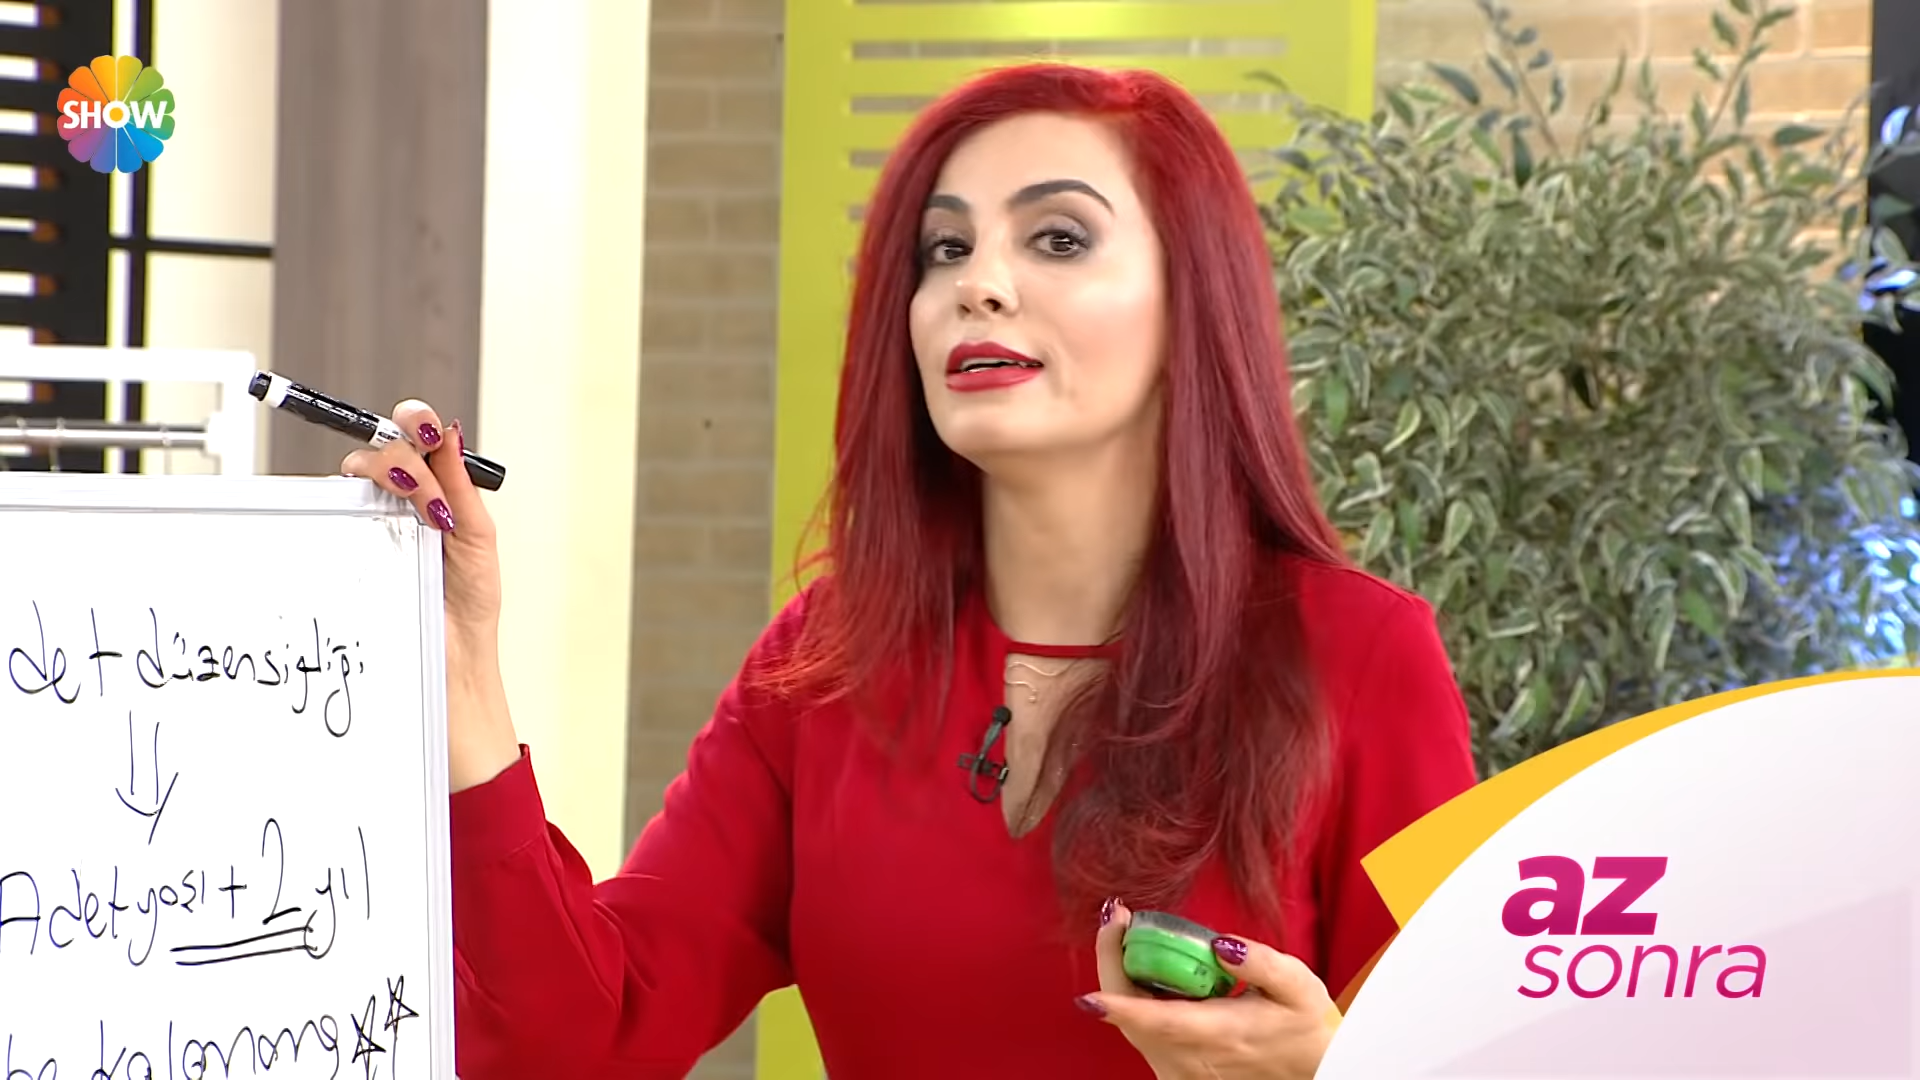 SHOW
det düzensizliği
Adet yaşı + 2 yıl
az
sonra